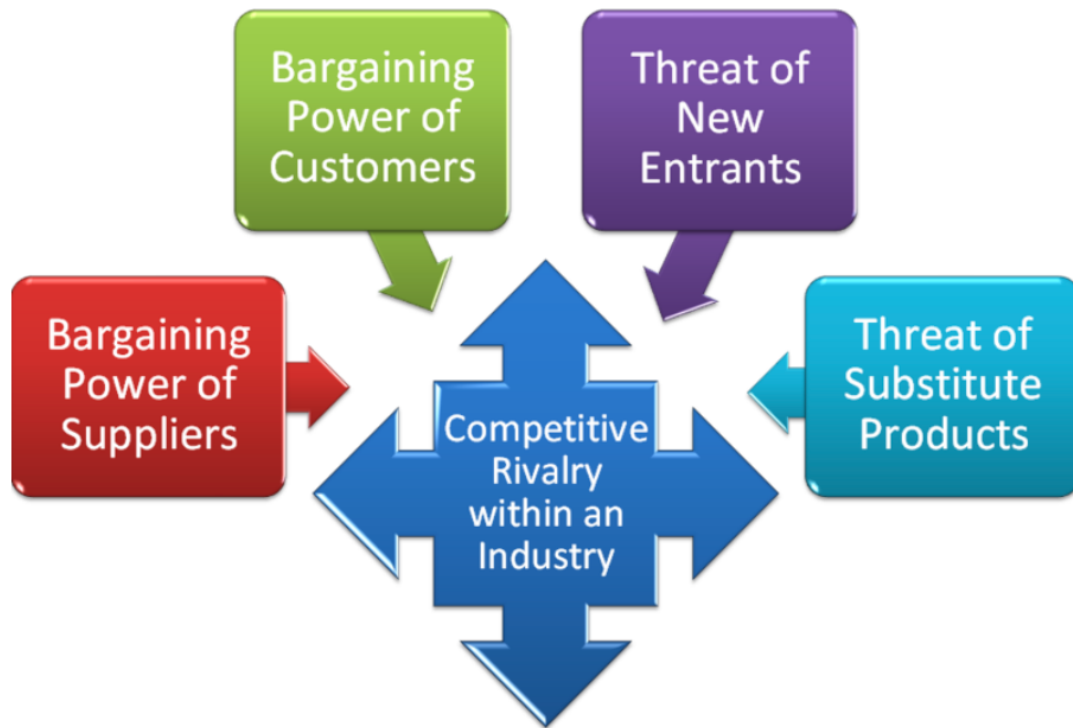 Bargaining
Power of
Customers
Threat of
New
Entrants
Bargaining
Power of
Suppliers
Threat of
Substitute
Products
Competitive
Rivalry
within an
Industry